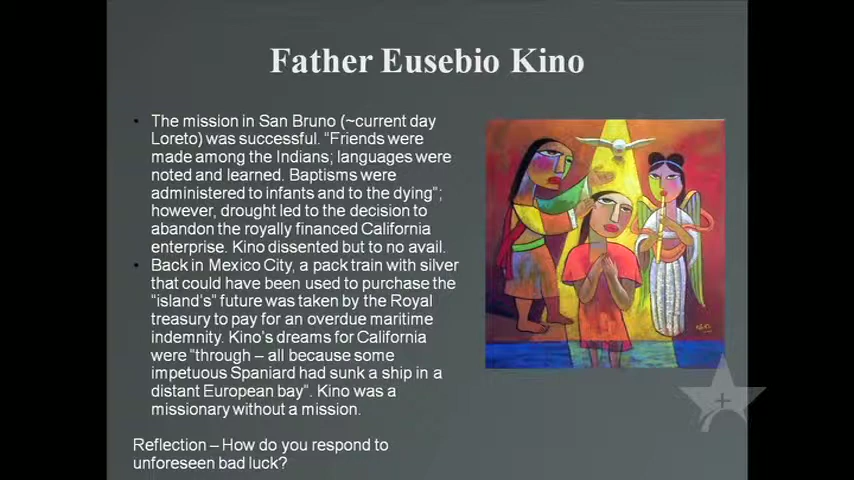 Father Eusebio Kino
• The mission in San Bruno (~current day
Loreto) was successful. “Friends were
made among the Indians; languages were
noted and learned. Baptisms were
administered to infants and to the dying”;
however, drought led to the decision to
abandon the royally financed California
enterprise. Kino dissented but to no avail.
• Back in Mexico City, a pack train with silver
that could have been used to purchase the
“island’s” future was taken by the Royal
treasury to pay for an overdue maritime
indemnity. Kino’s dreams for California
were “through – all because some
impetuous Spaniard had sunk a ship in a
distant European bay“. Kino was a
missionary without a mission.
Reflection – How do you respond to
unforeseen bad luck?